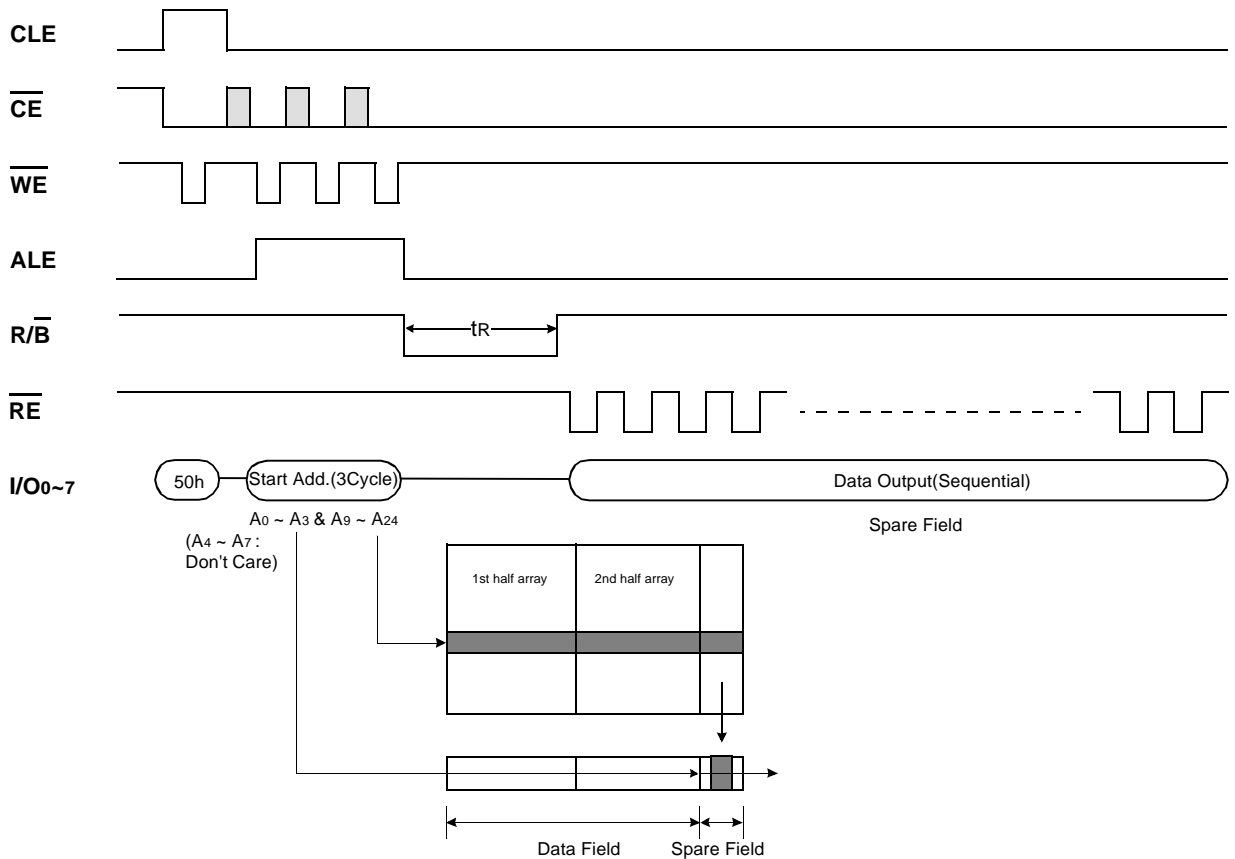 CLE
CE
WE
ALE
R/B
tR
RE
I/O0~7
50h
Start Add.(3Cycle)
Data Output(Sequential)
A0 ~ A3 & A9 ~ A24
Spare Field
(A4 ~ A7 :
Don't Care)
1st half array
2nd half array
Data Field
Spare Field